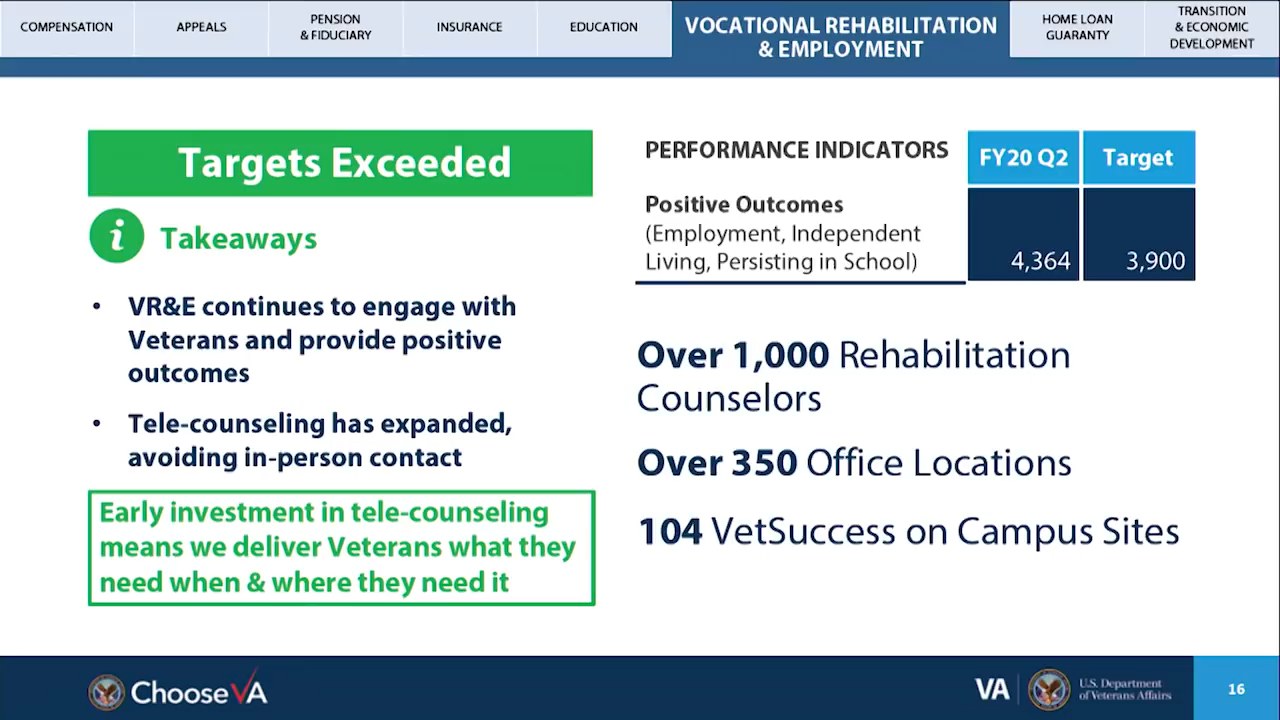 COMPENSATION
APPEALS
PENSION
& FIDUCIARY
INSURANCE
EDUCATION
VOCATIONAL REHABILITATION
& EMPLOYMENT
HOME LOAN
GUARANTY
TRANSITION
& ECONOMIC
DEVELOPMENT
Targets Exceeded
i Takeaways
• VR&E continues to engage with
Veterans and provide positive
outcomes
• Tele-counseling has expanded,
avoiding in-person contact
Early investment in tele-counseling
means we deliver Veterans what they
need when & where they need it
PERFORMANCE INDICATORS FY20 Q2 Target
Positive Outcomes
(Employment, Independent
Living, Persisting in School) 4,364 3,900
Over 1,000 Rehabilitation
Counselors
Over 350 Office Locations
104 VetSuccess on Campus Sites
ChooseVA
VA
U.S. Department
of Veterans Affairs
16